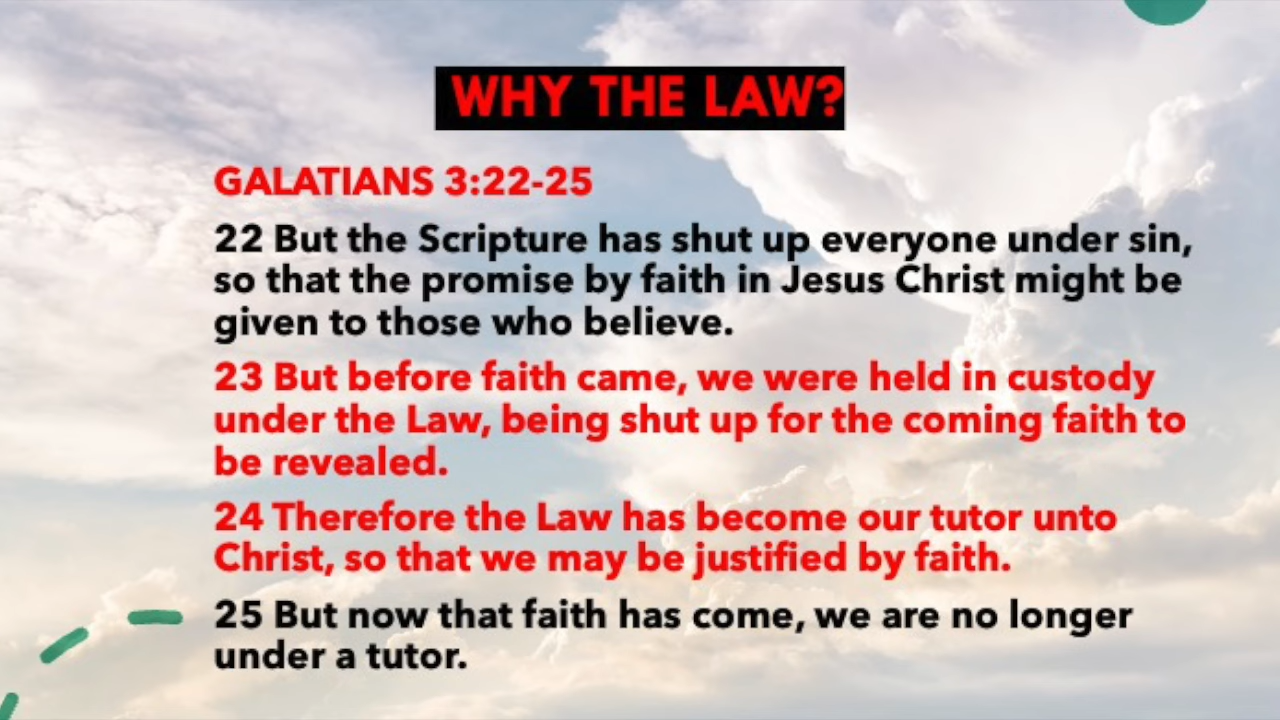 WHY THE LAW?
GALATIANS 3:22-25
22 But the Scripture has shut up everyone under sin,
so that the promise by faith in Jesus Christ might be
given to those who believe.
23 But before faith came, we were held in custody
under the Law, being shut up for the coming faith to
be revealed.
24 Therefore the Law has become our tutor unto
Christ, so that we may be justified by faith.
25 But now that faith has come, we are no longer
under a tutor.